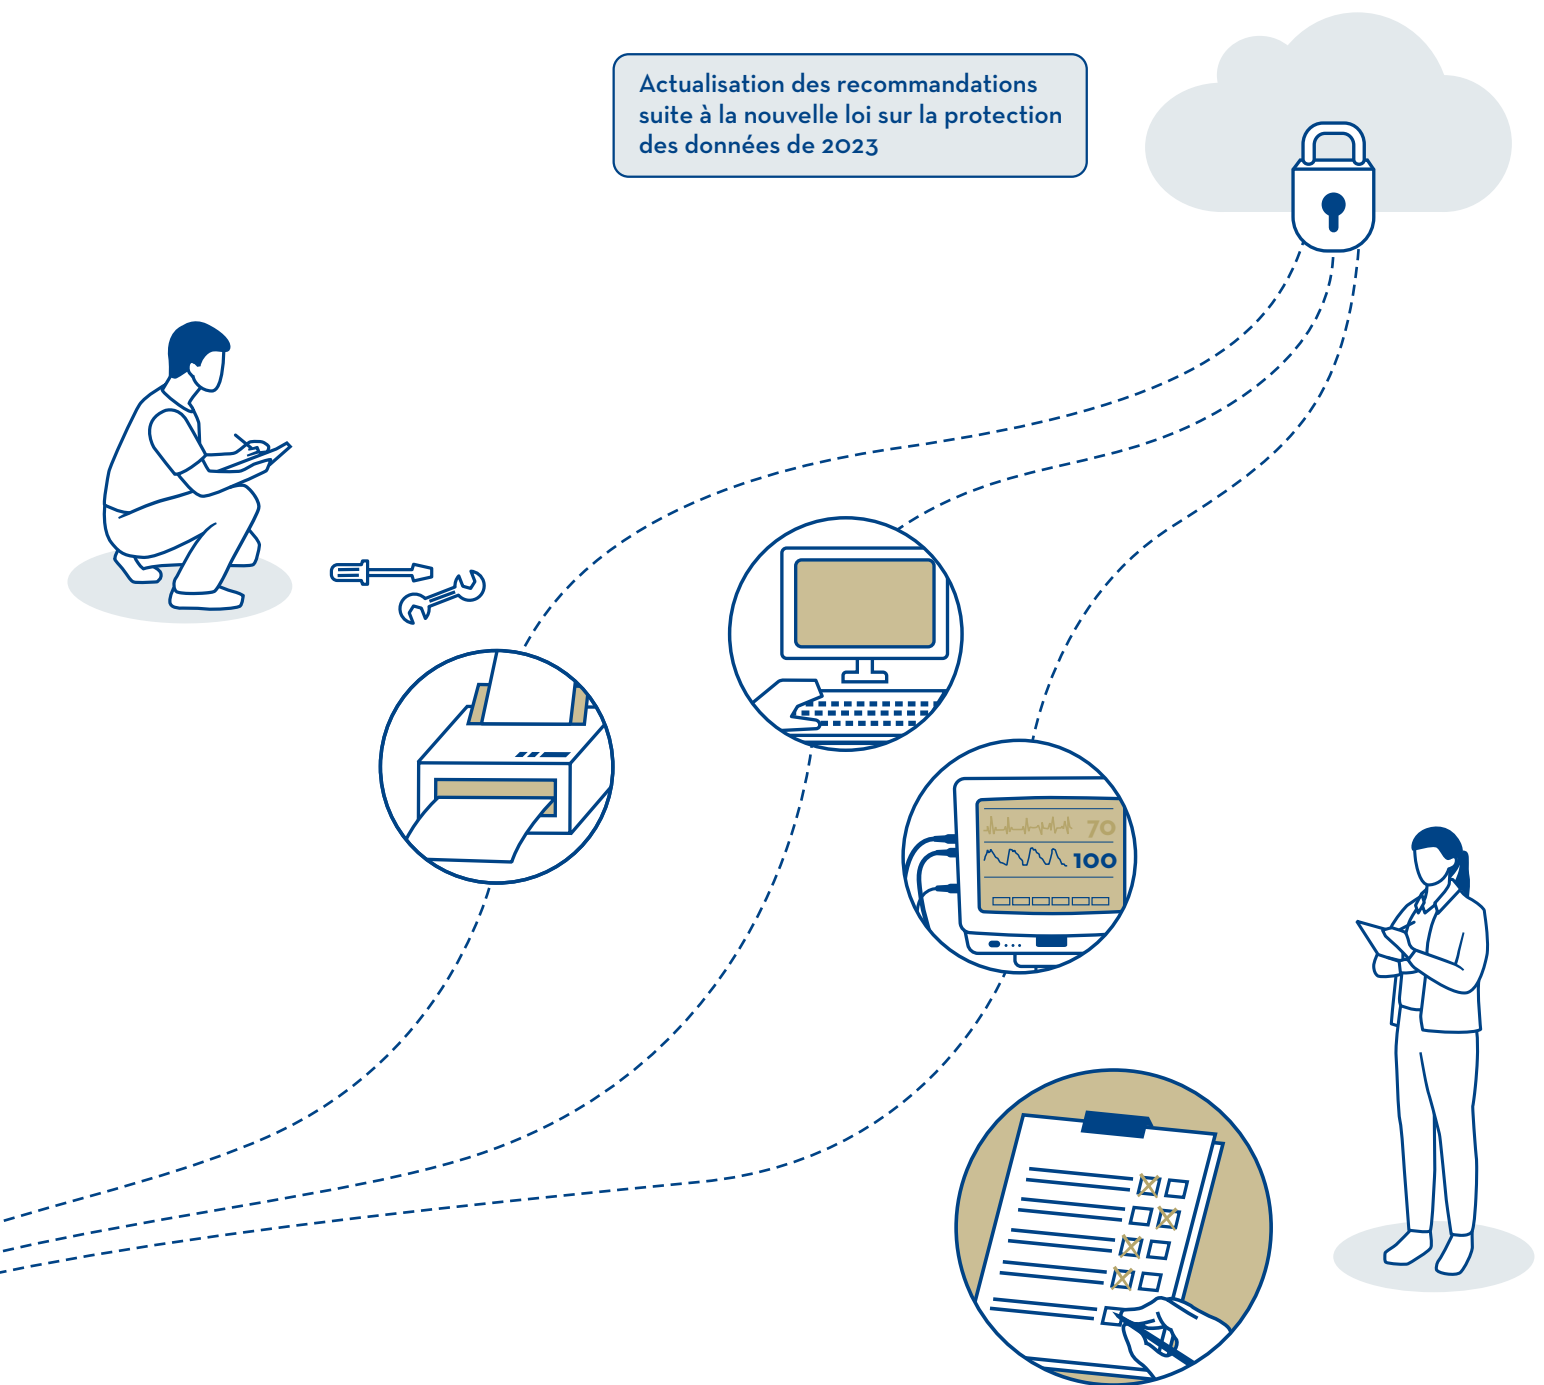 Actualisation des recommandations
suite à la nouvelle loi sur la protection
des données de 2023
70
100